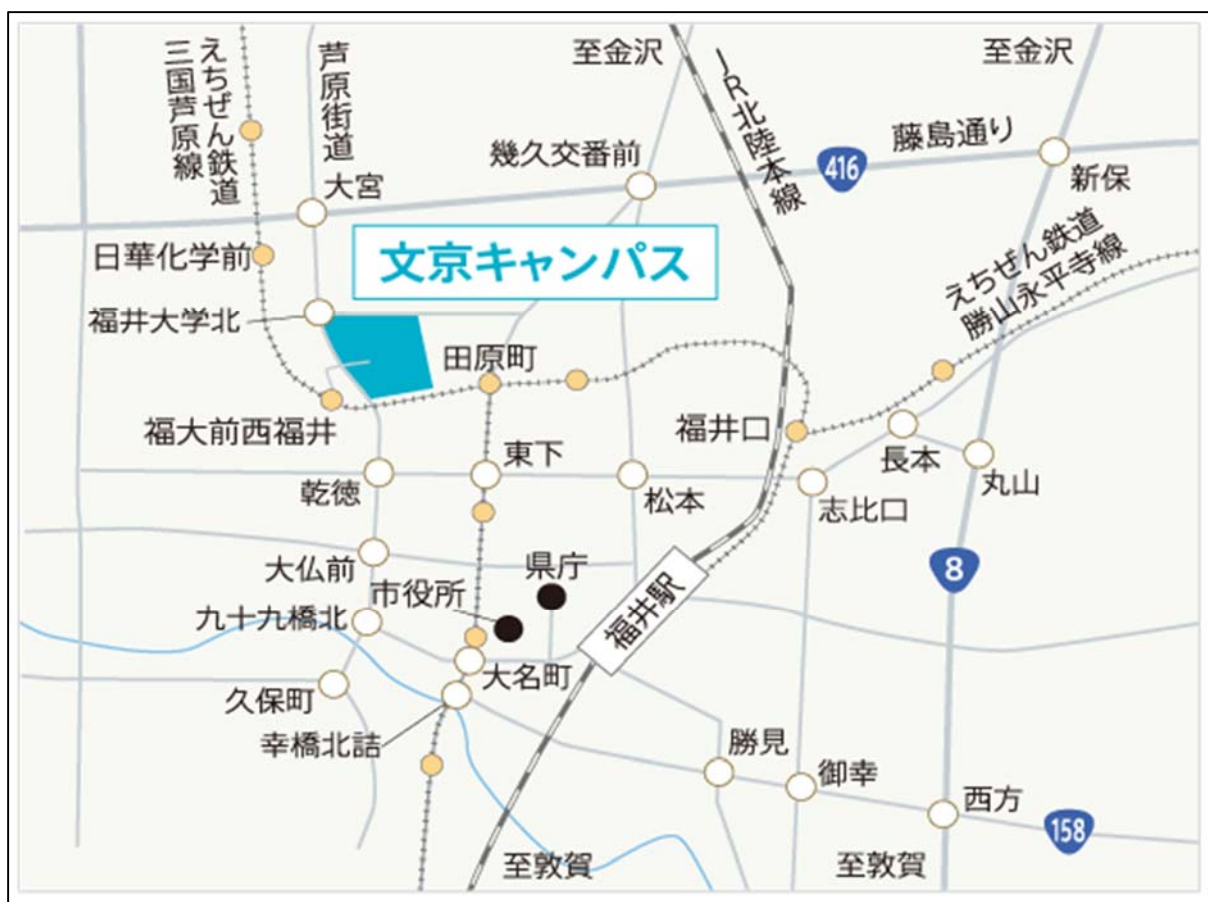 えちぜん鉄道
三国芦原線
芦原街道
至金沢
JR北陸本線
至金沢
藤島通り
416
幾久交番前
新保
大宮
日華化学前
文京キャンパス
えちぜん鉄道
勝山永平寺線
福井大学北
田原町
福大前西福井
福井口
長本
丸山
乾徳
東下
松本
志比口
大仏前
県庁
市役所
8
九十九橋北
福井駅
大名町
久保町
幸橋北詰
勝見
御幸
西方
158
至敦賀
至敦賀